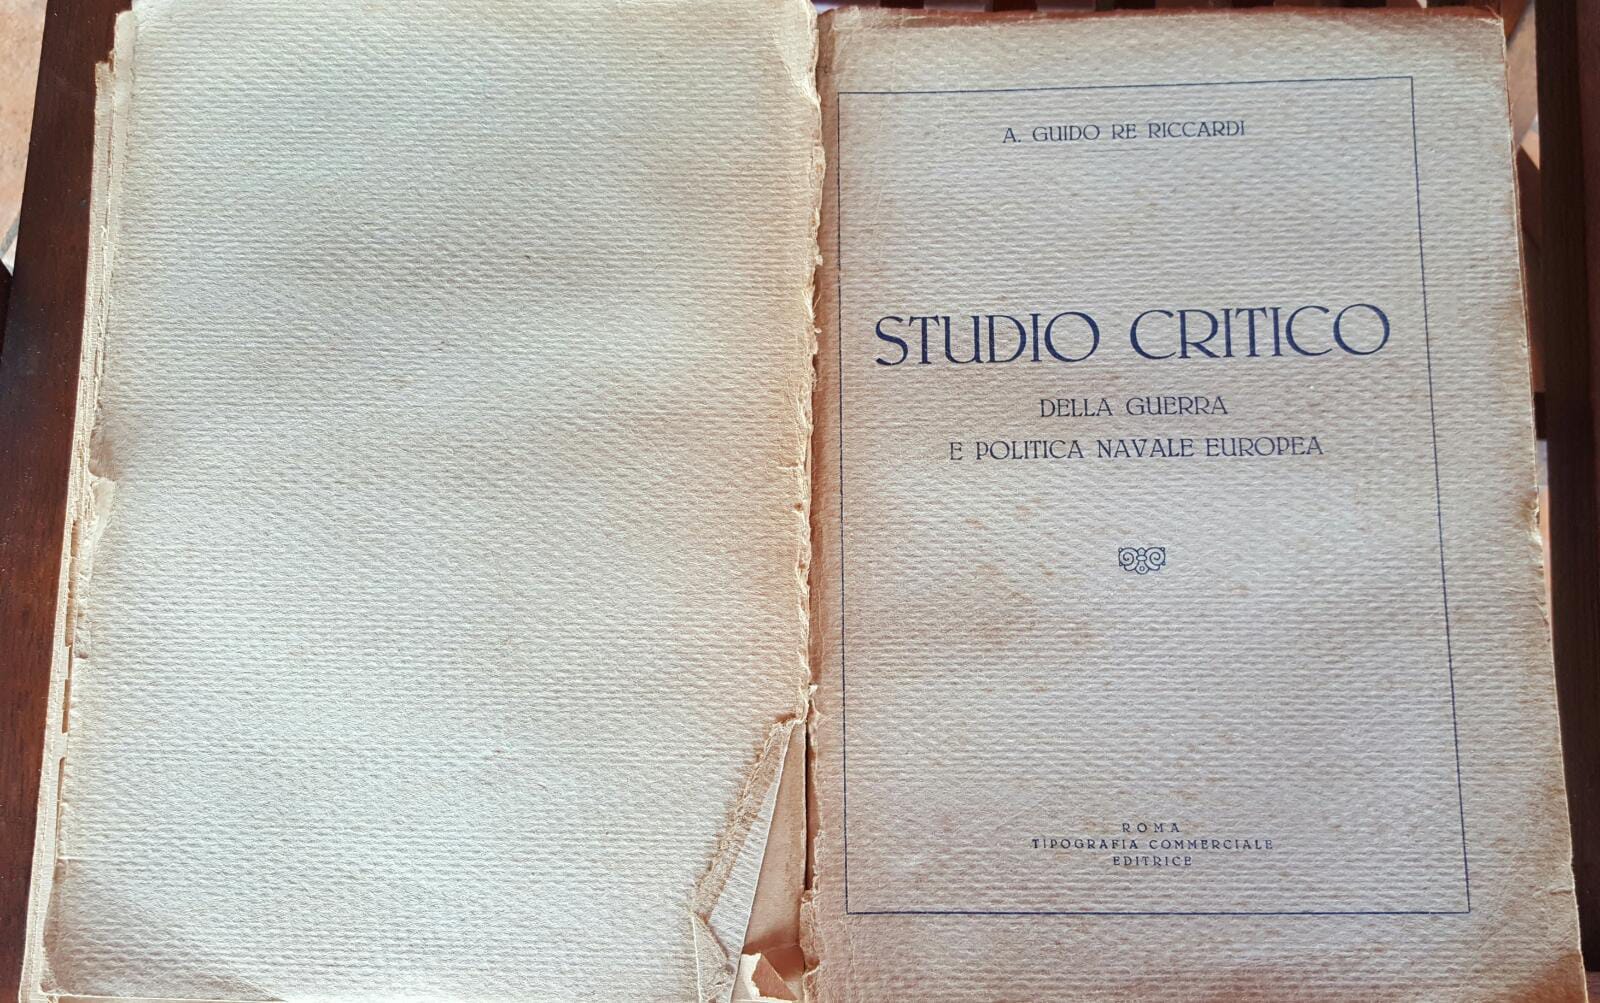 A. GUIDO RE RICCARDI
STUDIO CRITICO
DELLA GUERRA
E POLITICA NAVALE EUROPEA
ROMA
TIPOGRAFIA COMMERCIALE
EDITRICE